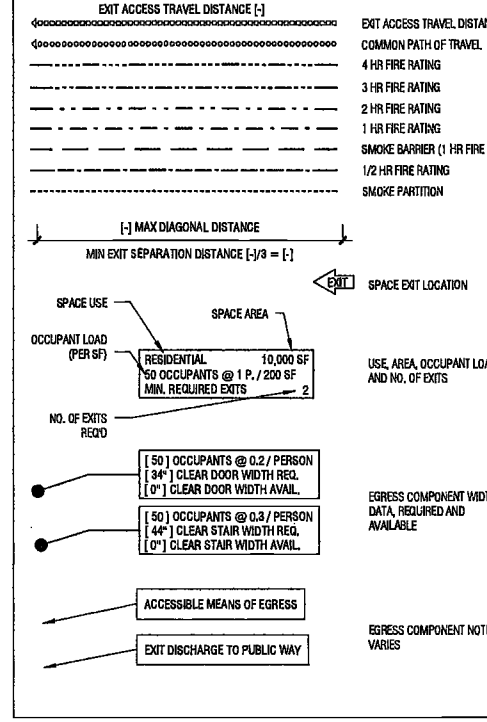 EXIT ACCESS TRAVEL DISTANCE [-]
EXIT ACCESS TRAVEL
COMMON PATH OF TRAVEL
4 HR FIRE RATING
3 HR FIRE RATING
2 HR FIRE RATING
1 HR FIRE RATING
SMOKE BARRIER (1 HR FIRE
1/2 HR FIRE RATING
SMOKE PARTITION
[-] MAX DIAGONAL DISTANCE
MIN EXIT SEPARATION DISTANCE [-]/3 = [-]
EXIT
SPACE EXIT LOCATION
SPACE USE
SPACE AREA
OCCUPANT LOAD
(PER SF)
RESIDENTIAL 10,000 SF
50 OCCUPANTS @ 1 P. / 200 SF
MIN. REQUIRED EXITS 2
USE, AREA, OCCUPANT
AND NO. OF EXITS
NO. OF EXITS
REQ'D
[ 50 ] OCCUPANTS @ 0.2 / PERSON
[ 34" ] CLEAR DOOR WIDTH REQ.
[ 0" ] CLEAR DOOR WIDTH AVAIL.
[ 50 ] OCCUPANTS @ 0.3 / PERSON
[ 44" ] CLEAR STAIR WIDTH REQ.
[ 0" ] CLEAR STAIR WIDTH AVAIL.
EGRESS COMPONENT
DATA, REQUIRED AND
AVAILABLE
ACCESSIBLE MEANS OF EGRESS
EXIT DISCHARGE TO PUBLIC WAY
EGRESS COMPONENT
VARIES